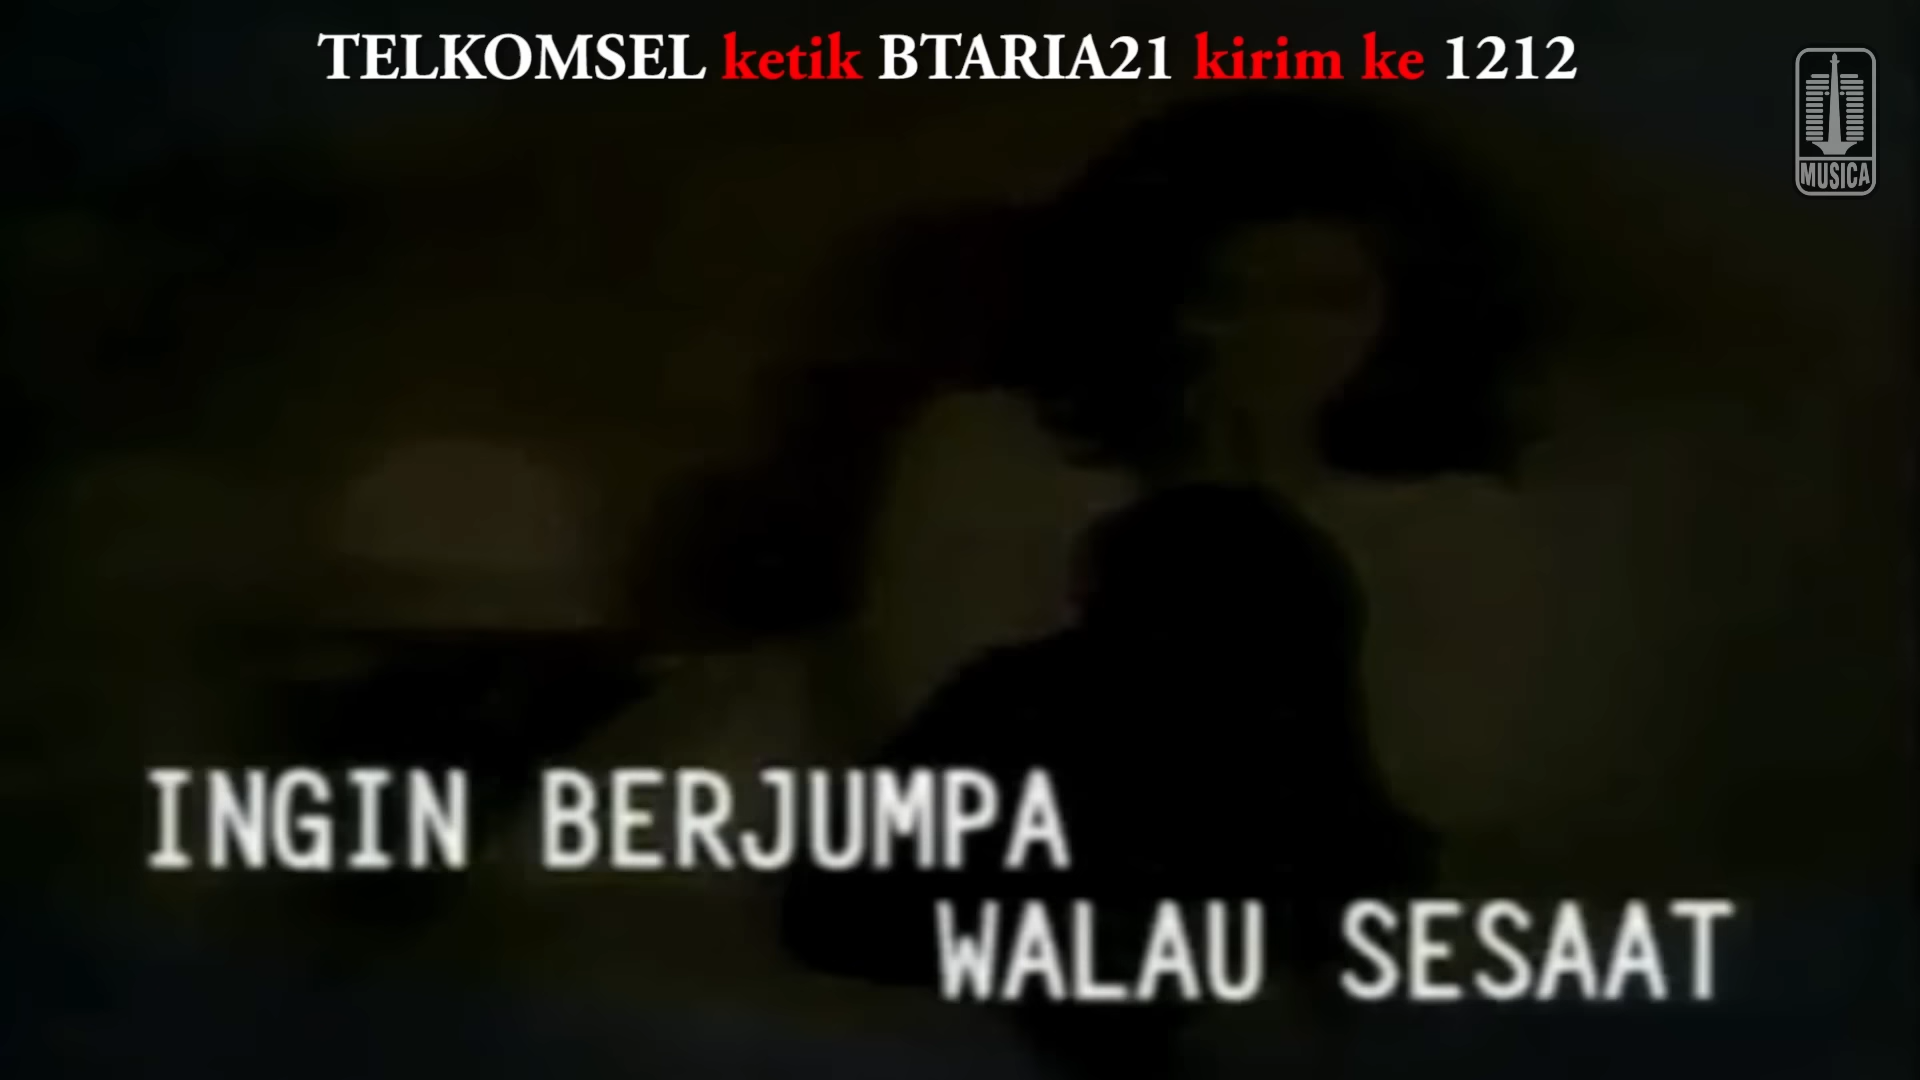 TELKOMSEL ketik BTARIA21 kirim ke 1212
MUSICA
INGIN BERJUMPA
WALAU SESAAT